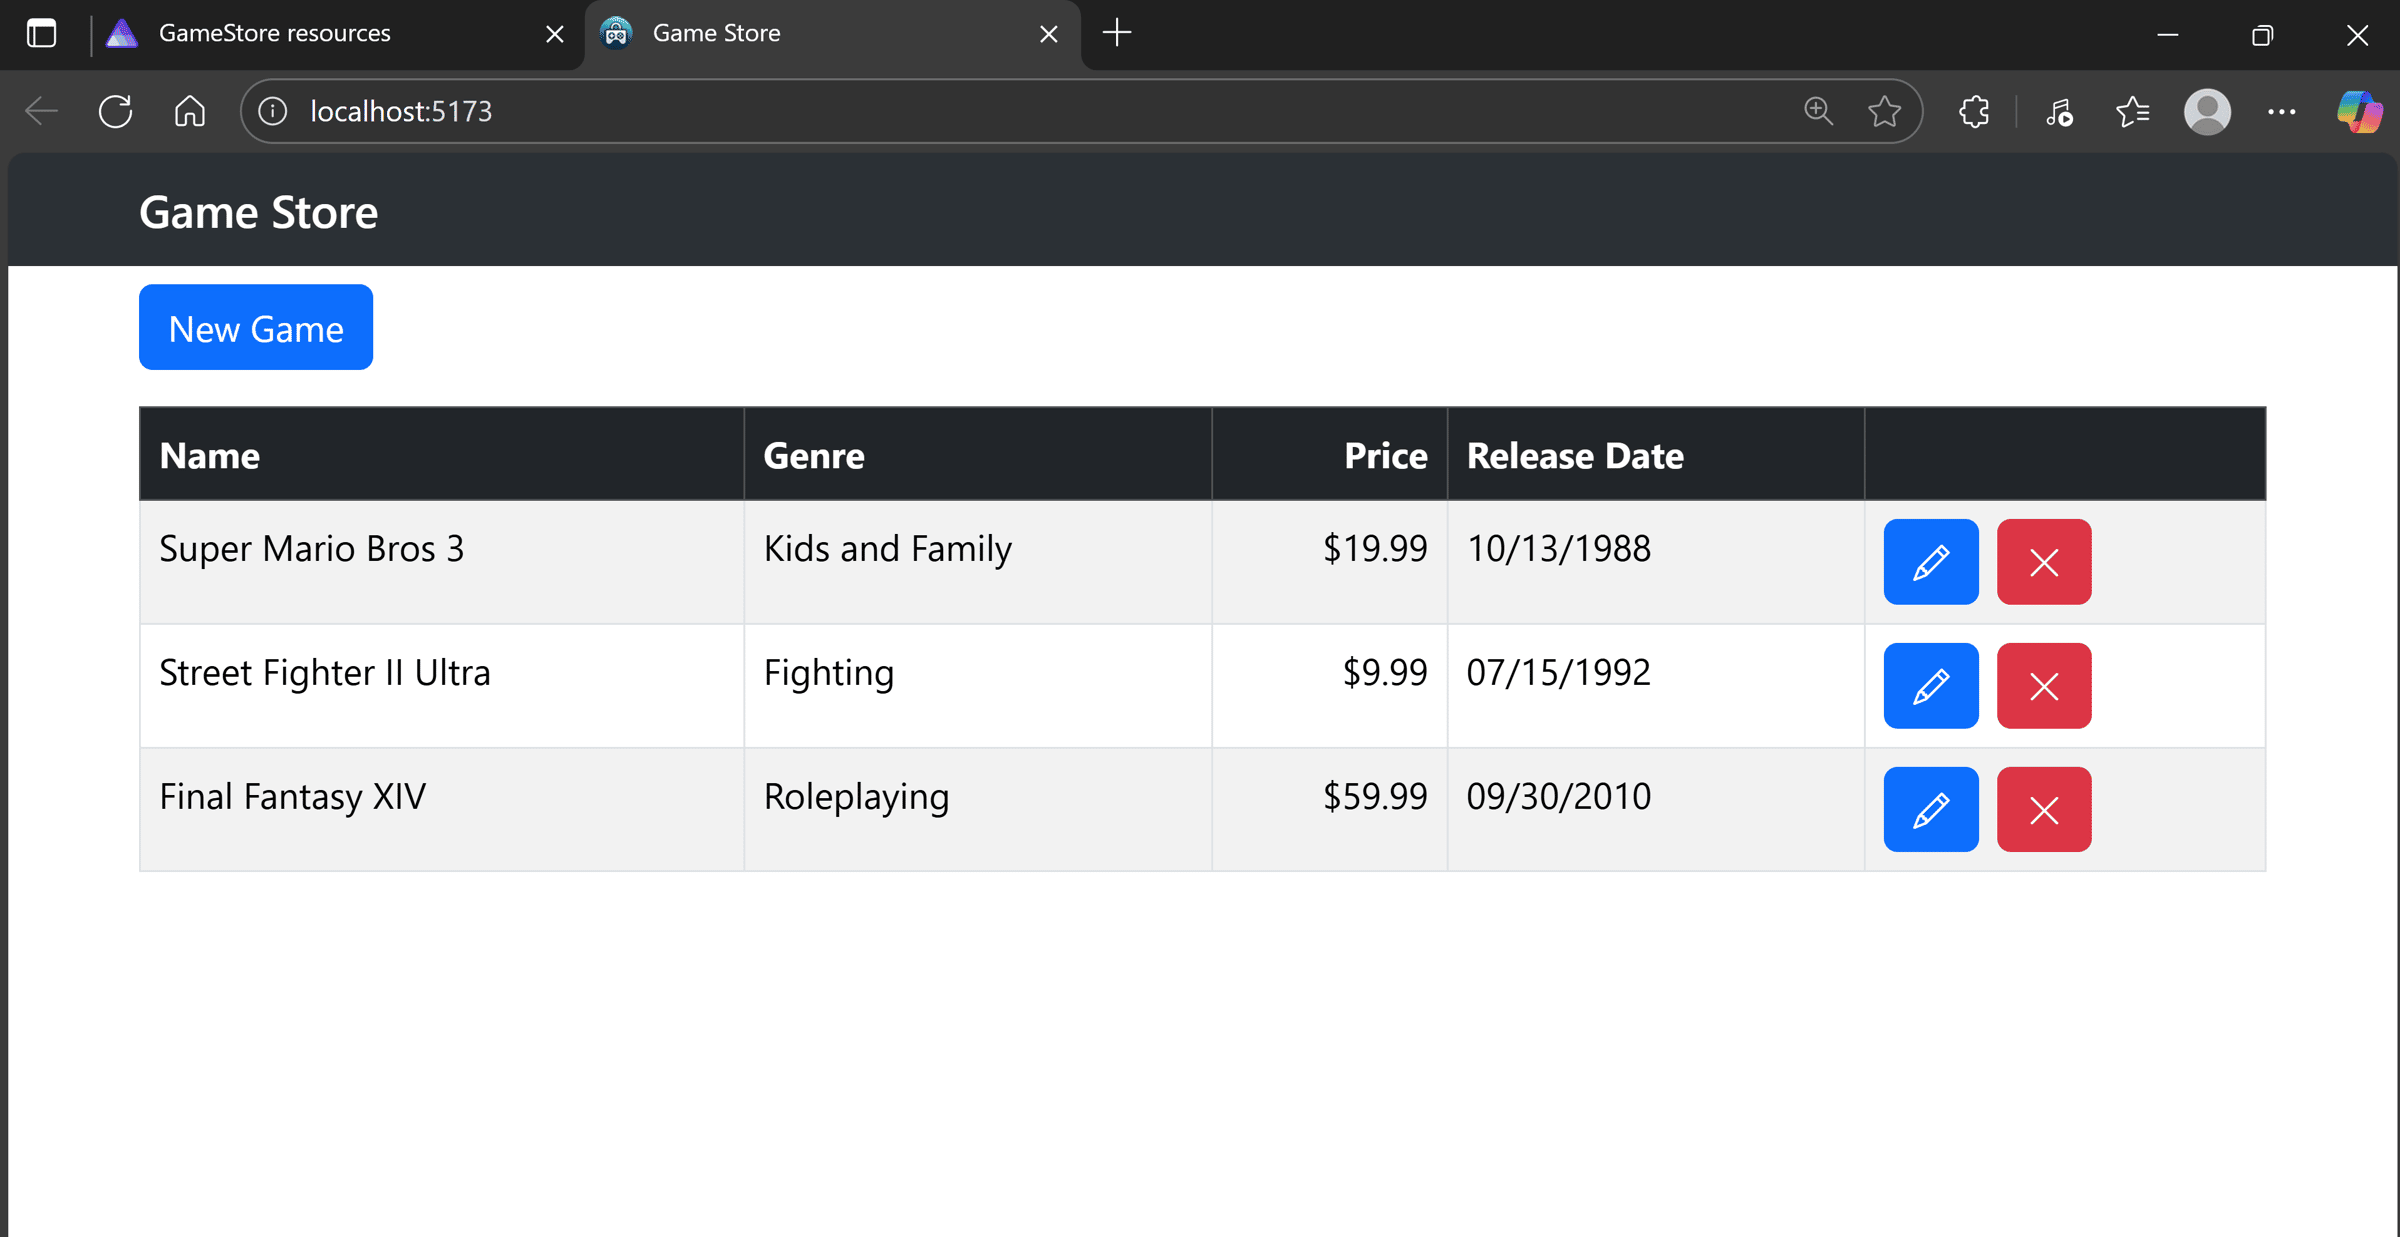 GameStore resources
Game Store
localhost:5173
Game Store
New Game
Name Genre Price Release Date
Super Mario Bros 3 Kids and Family $19.99 10/13/1988
Street Fighter II Ultra Fighting $9.99 07/15/1992
Final Fantasy XIV Roleplaying $59.99 09/30/2010